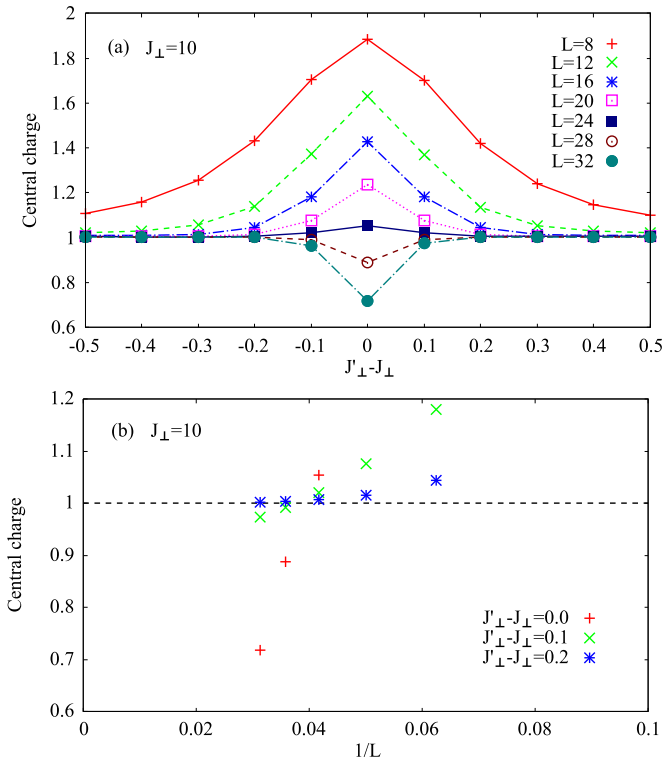 (a) J⊥=10
L=8
L=12
L=16
L=20
L=24
L=28
L=32
Central charge
2
1.8
1.6
1.4
1.2
1
0.8
0.6
-0.5 -0.4 -0.3 -0.2 -0.1 0 0.1 0.2 0.3 0.4 0.5
J'⊥-J⊥
(b) J⊥=10
Central charge
1.2
1.1
1
0.9
0.8
0.7
0.6
J'⊥-J⊥=0.0
J'⊥-J⊥=0.1
J'⊥-J⊥=0.2
0 0.02 0.04 0.06 0.08 0.1
1/L